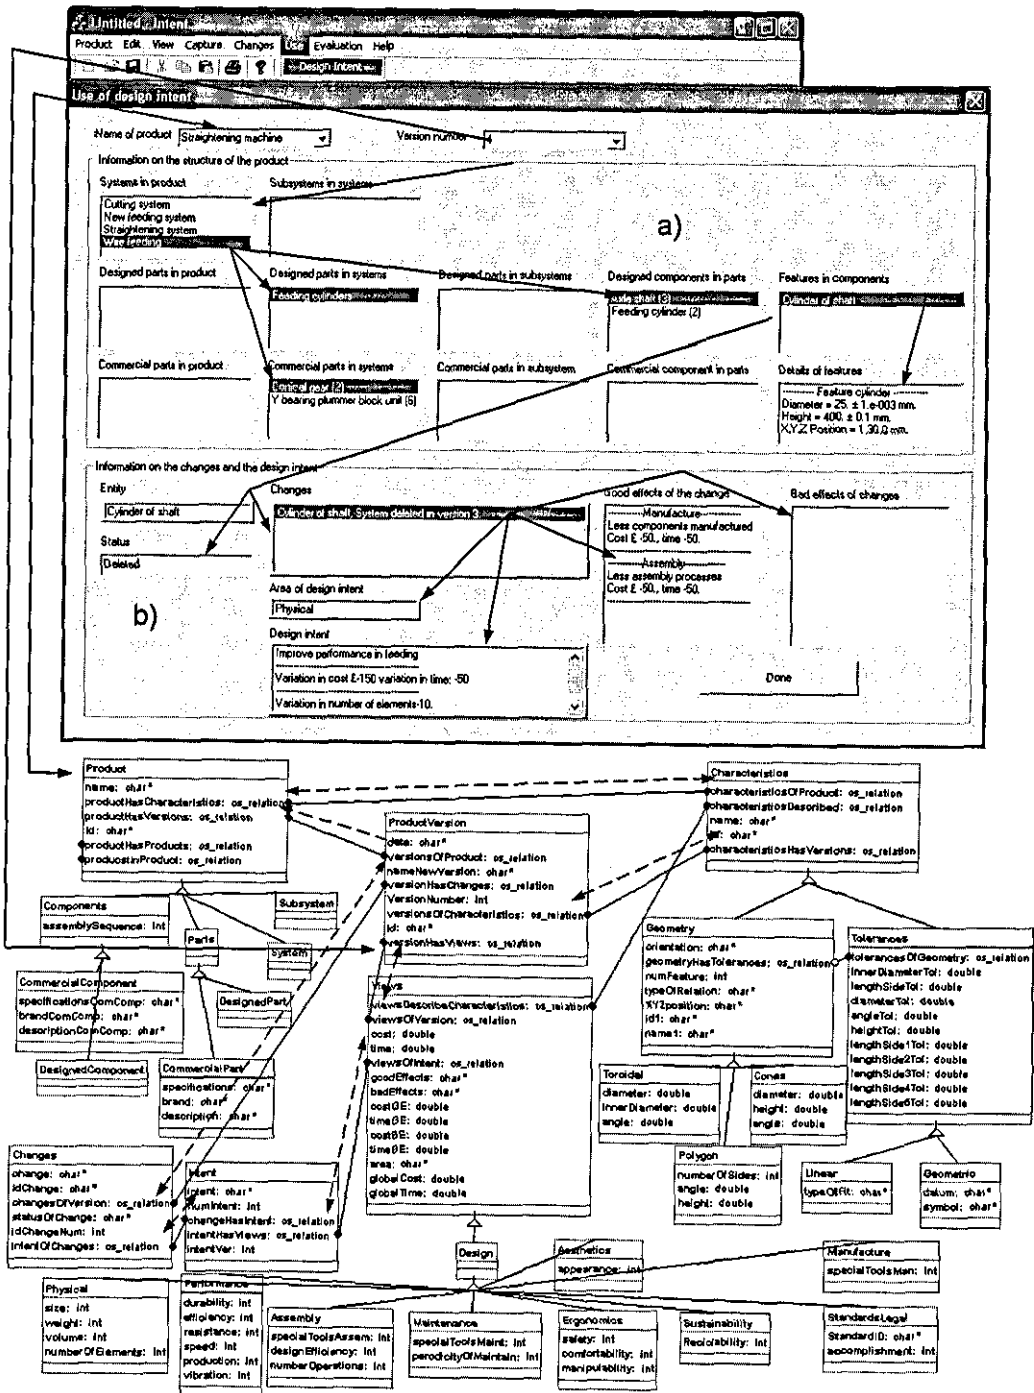 Untitled - Intent
Product Edit View Capture Changes Use Evaluation Help
Design Intent
Use of design intent
Name of product Straightening machine Version number 4
Information on the structure of the product
Systems in product Subsystems in system
Cutting system
New feeding system
Straightening system
Wire feeding
a)
Designed parts in product Designed parts in systems Designed parts in subsystems Designed components in parts Features in components
Feeding cylinders Axle shaft (3) Cylinder of shaft
Feeding cylinder (2)
Commercial parts in product Commercial parts in systems Commercial parts in subsystem Commercial component in parts Details of features
Conical gear (2) Feature cylinder
Y bearing plummer block unit (6) Diameter = 25. ± 1.e-003 mm.
Height = 400. ± 0.1 mm.
X,Y,Z Position = 1,30,0 mm.
Information on the changes and the design intent
Entity Changes Good effects of the change Bad effects of changes
Cylinder of shaft Cylinder of shaft, System deleted in version 3 Manufacture
Less components manufactured
Cost £ -50., time -50.
Status
Deleted
Assembly
Less assembly processes
Cost £ -50., time -50.
Area of design intent
Physical
b)
Design intent
Improve performance in feeding
Variation in cost £-150 variation in time: -50
Variation in number of elements-10.
Done
Product
name: char*
productHasCharacteristics: os_relation
productHasVersions: os_relation
id: char*
productHasProducts: os_relation
productInProduct: os_relation
Characteristics
characteristicsOfProduct: os_relation
characteristicsDescribed: os_relation
name: char*
id: char*
characteristicsHasVersions: os_relation
ProductVersion
date: char*
versionsOfProduct: os_relation
nameNewVersion: char*
versionHasChanges: os_relation
VersionNumber: int
versionsOfCharacteristics: os_relation
id: char*
versionHasViews: os_relation
Components
assemblySequence: int
Subsystem
Parts
System
CommercialComponent
specificationsComComp: char*
brandComComp: char*
descriptionComComp: char*
DesignedPart
DesignedComponent
CommercialPart
specifications: char*
brand: char*
description: char*
Views
viewsDescribeCharacteristics: os_relation
viewsOfVersion: os_relation
cost: double
time: double
viewsOfIntent: os_relation
goodEffects: char*
badEffects: char*
costGE: double
timeGE: double
costBE: double
timeBE: double
area: char*
globalCost: double
globalTime: double
Geometry
orientation: char*
geometryHasTolerances: os_relation
numFeature: int
typeOfRelation: char*
XYZposition: char*
id1: char*
name1: char*
Tolerances
tolerancesOfGeometry: os_relation
innerDiameterTol: double
lengthSideTol: double
diameterTol: double
angleTol: double
heightTol: double
lengthSide1Tol: double
lengthSide2Tol: double
lengthSide3Tol: double
lengthSide4Tol: double
lengthSide5Tol: double
Toroidal
diameter: double
innerDiameter: double
angle: double
Cones
diameter: double
height: double
angle: double
Polygon
numberOfSides: int
angle: double
height: double
Linear
typeOfFit: char*
Geometric
datum: char*
symbol: char*
Changes
change: char*
idChange: char*
changesOfVersion: os_relation
statusOfChange: char*
idChangeNum: int
intentOfChanges: os_relation
Intent
intent: char*
numIntent: int
changeHasIntent: os_relation
intentHasViews: os_relation
intentVer: int
Design
Aesthetics
appearance: int
Manufacture
specialToolsMan: int
Physical
size: int
weight: int
volume: int
numberOfElements: int
Performance
durability: int
efficiency: int
resistance: int
speed: int
production: int
vibration: int
Assembly
specialToolsAssem: int
designEfficiency: int
numberOperations: int
Maintenance
specialToolsMaint: int
perodicityOfMaintain: int
Ergonomics
safety: int
comfortability: int
manipulability: int
Sustainability
Reciclability: int
StandardsLegal
StandardID: char*
accomplishment: int